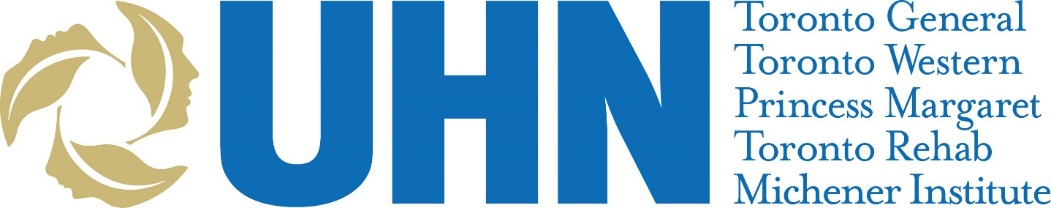 UHN
Toronto General
Toronto Western
Princess Margaret
Toronto Rehab
Michener Institute